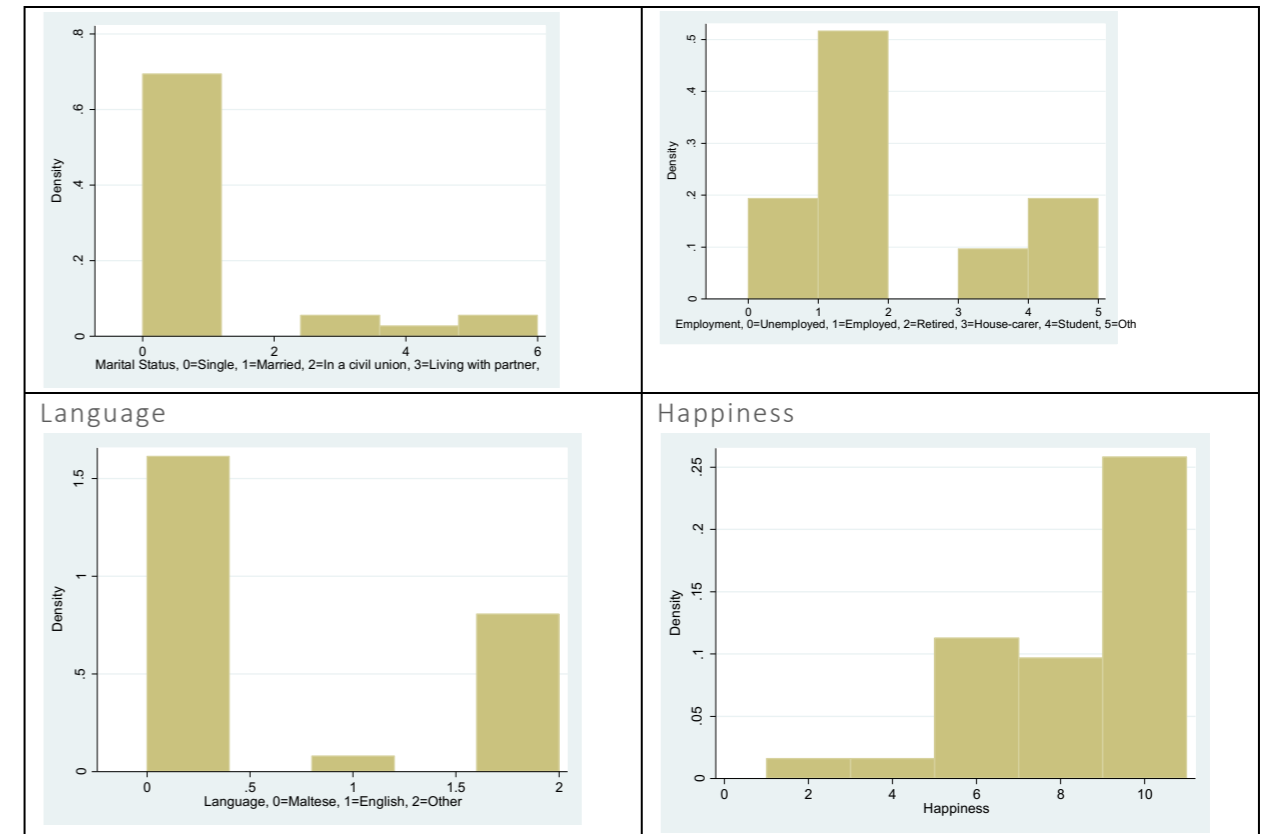 .8
.6
.4
.2
0
Density
0 2 4 6
Marital Status, 0=Single, 1=Married, 2=In a civil union, 3=Living with partner,
.5
.4
.3
.2
.1
0
Density
0 1 2 3 4 5
Employment, 0=Unemployed, 1=Employed, 2=Retired, 3=House-carer, 4=Student, 5=Oth
Language
1.5
1
.5
0
Density
0 .5 1 1.5 2
Language, 0=Maltese, 1=English, 2=Other
Happiness
.25
.2
.15
.1
.05
0
Density
0 2 4 6 8 10
Happiness